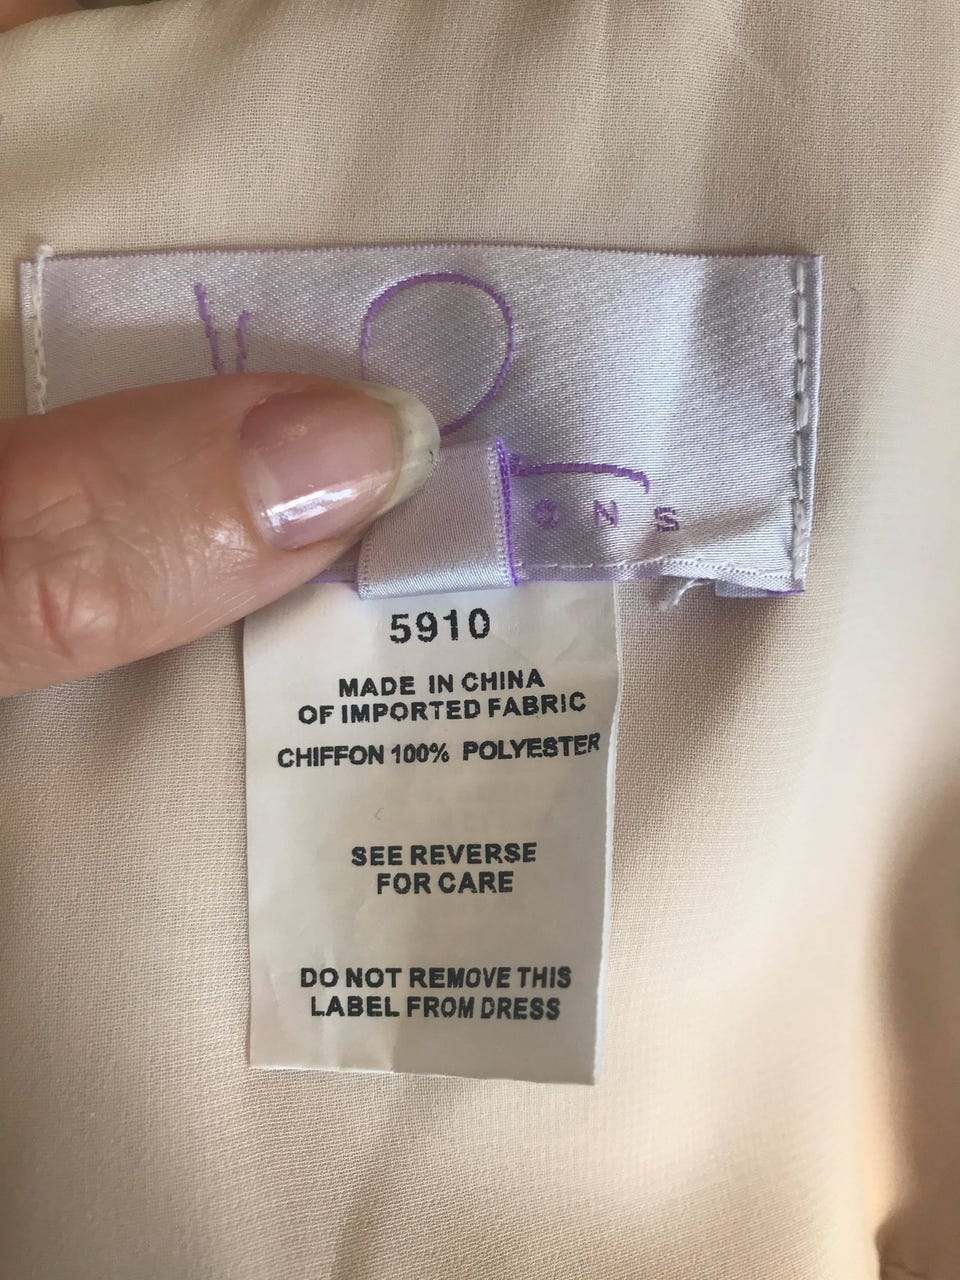 ONS
5910
MADE IN CHINA
OF IMPORTED FABRIC
CHIFFON 100% POLYESTER
SEE REVERSE
FOR CARE
DO NOT REMOVE THIS
LABEL FROM DRESS